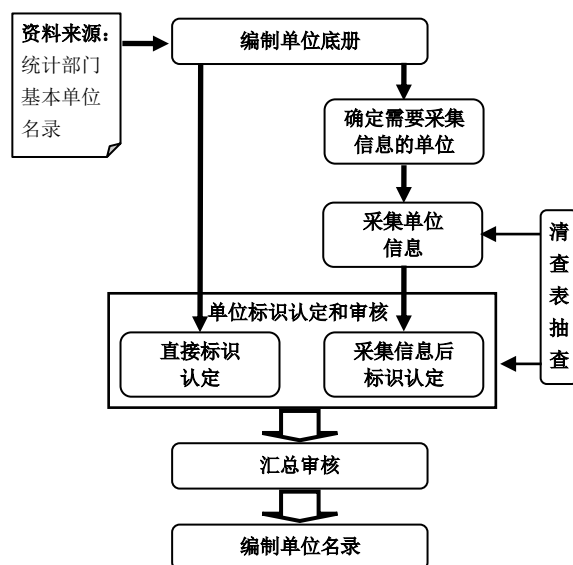 资料来源：
统计部门
基本单位
名录
编制单位底册
确定需要采集
信息的单位
采集单位
信息
清
查
表
抽
查
单位标识认定和审核
直接标识
认定
采集信息后
标识认定
汇总审核
编制单位名录